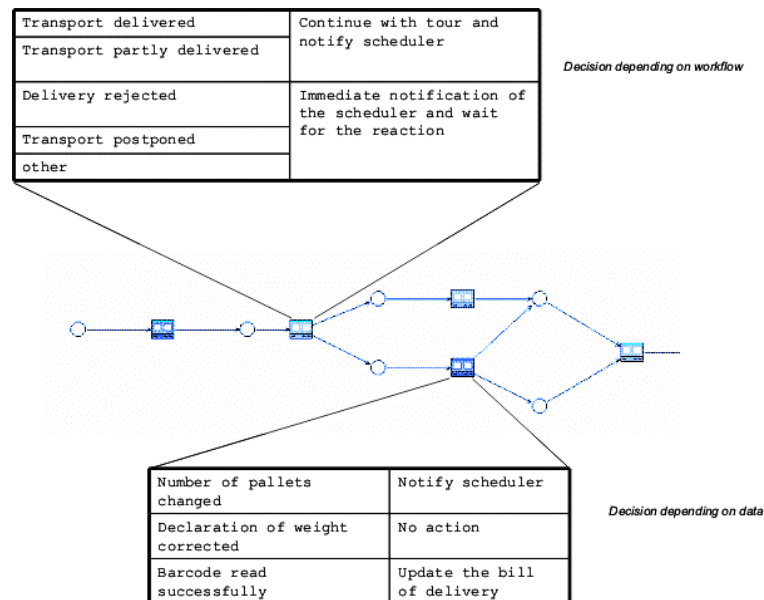 Transport delivered
Continue with tour and
notify scheduler
Transport partly delivered
Decision depending on workflow
Delivery rejected
Immediate notification of
the scheduler and wait
for the reaction
Transport postponed
other
Number of pallets
changed
Notify scheduler
Decision depending on data
Declaration of weight
corrected
No action
Barcode read
successfully
Update the bill
of delivery